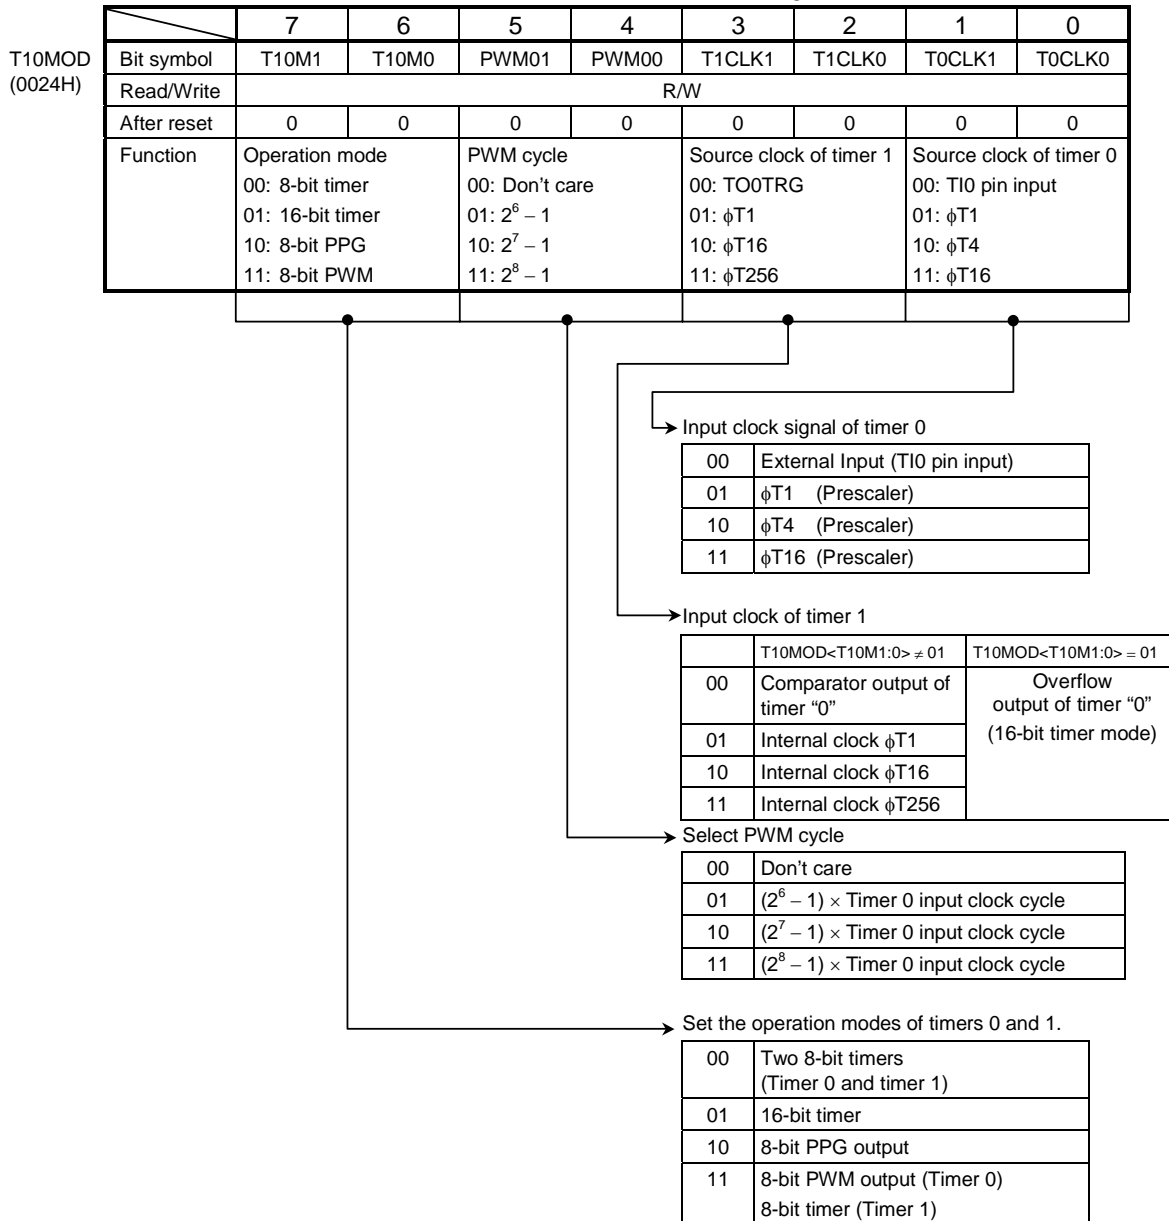 7 6 5 4 3 2 1 0
T10MOD Bit symbol T10M1 T10M0 PWM01 PWM00 T1CLK1 T1CLK0 T0CLK1 T0CLK0
(0024H) Read/Write R/W
After reset 0 0 0 0 0 0 0 0
Function Operation mode PWM cycle Source clock of timer 1 Source clock of timer 0
00: 8-bit timer 00: Don't care 00: TO0TRG 00: TI0 pin input
01: 16-bit timer 01: 2⁶ – 1 01: ϕT1 01: ϕT1
10: 8-bit PPG 10: 2⁷ – 1 10: ϕT16 10: ϕT4
11: 8-bit PWM 11: 2⁸ – 1 11: ϕT256 11: ϕT16
Input clock signal of timer 0
00 External Input (TI0 pin input)
01 ϕT1 (Prescaler)
10 ϕT4 (Prescaler)
11 ϕT16 (Prescaler)
Input clock of timer 1
T10MOD<T10M1:0> ≠ 01 T10MOD<T10M1:0> = 01
00 Comparator output of Overflow
timer “0” output of timer “0”
01 Internal clock ϕT1 (16-bit timer mode)
10 Internal clock ϕT16
11 Internal clock ϕT256
Select PWM cycle
00 Don't care
01 (2⁶ – 1) × Timer 0 input clock cycle
10 (2⁷ – 1) × Timer 0 input clock cycle
11 (2⁸ – 1) × Timer 0 input clock cycle
Set the operation modes of timers 0 and 1.
00 Two 8-bit timers
(Timer 0 and timer 1)
01 16-bit timer
10 8-bit PPG output
11 8-bit PWM output (Timer 0)
8-bit timer (Timer 1)